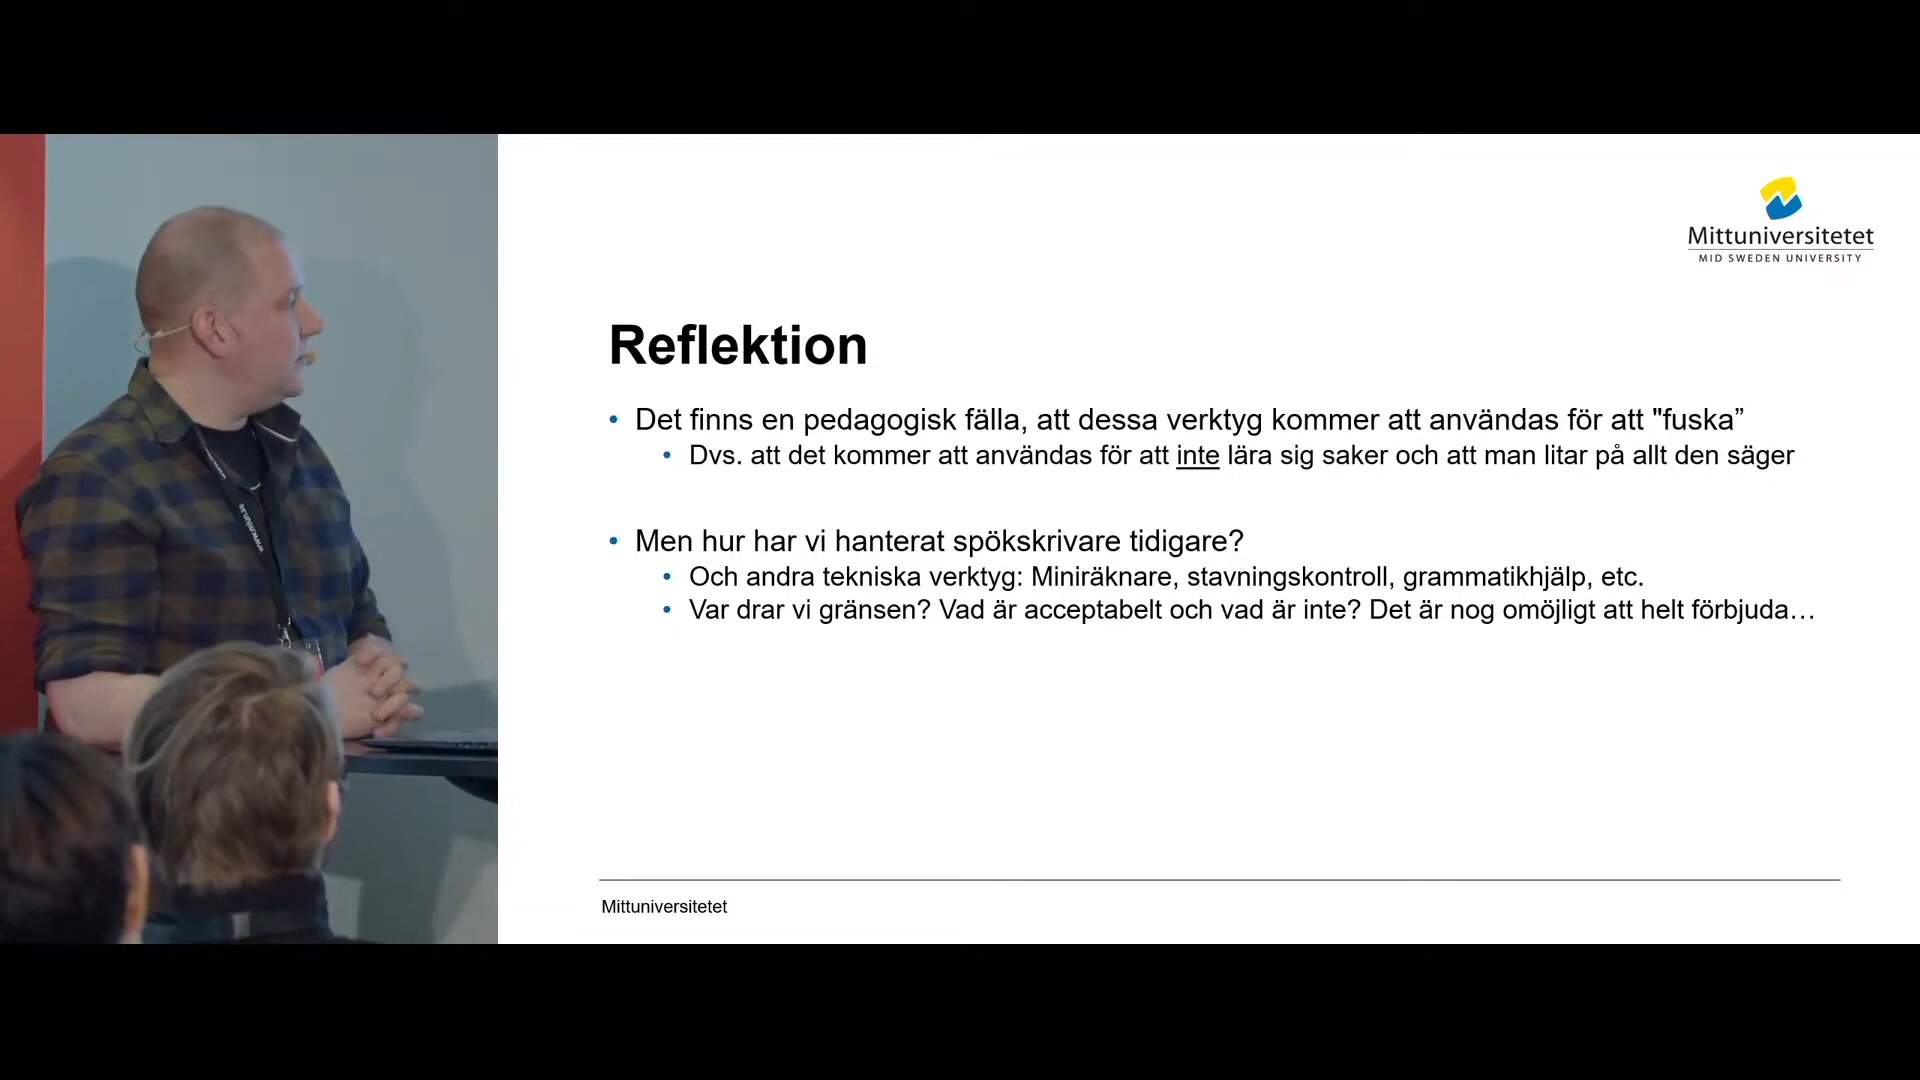 Mittuniversitetet
MID SWEDEN UNIVERSITY
Reflektion
• Det finns en pedagogisk fälla, att dessa verktyg kommer att användas för att "fuska”
• Dvs. att det kommer att användas för att inte lära sig saker och att man litar på allt den säger
• Men hur har vi hanterat spökskrivare tidigare?
• Och andra tekniska verktyg: Miniräknare, stavningskontroll, grammatikhjälp, etc.
• Var drar vi gränsen? Vad är acceptabelt och vad är inte? Det är nog omöjligt att helt förbjuda…
Mittuniversitetet
www.miun.se